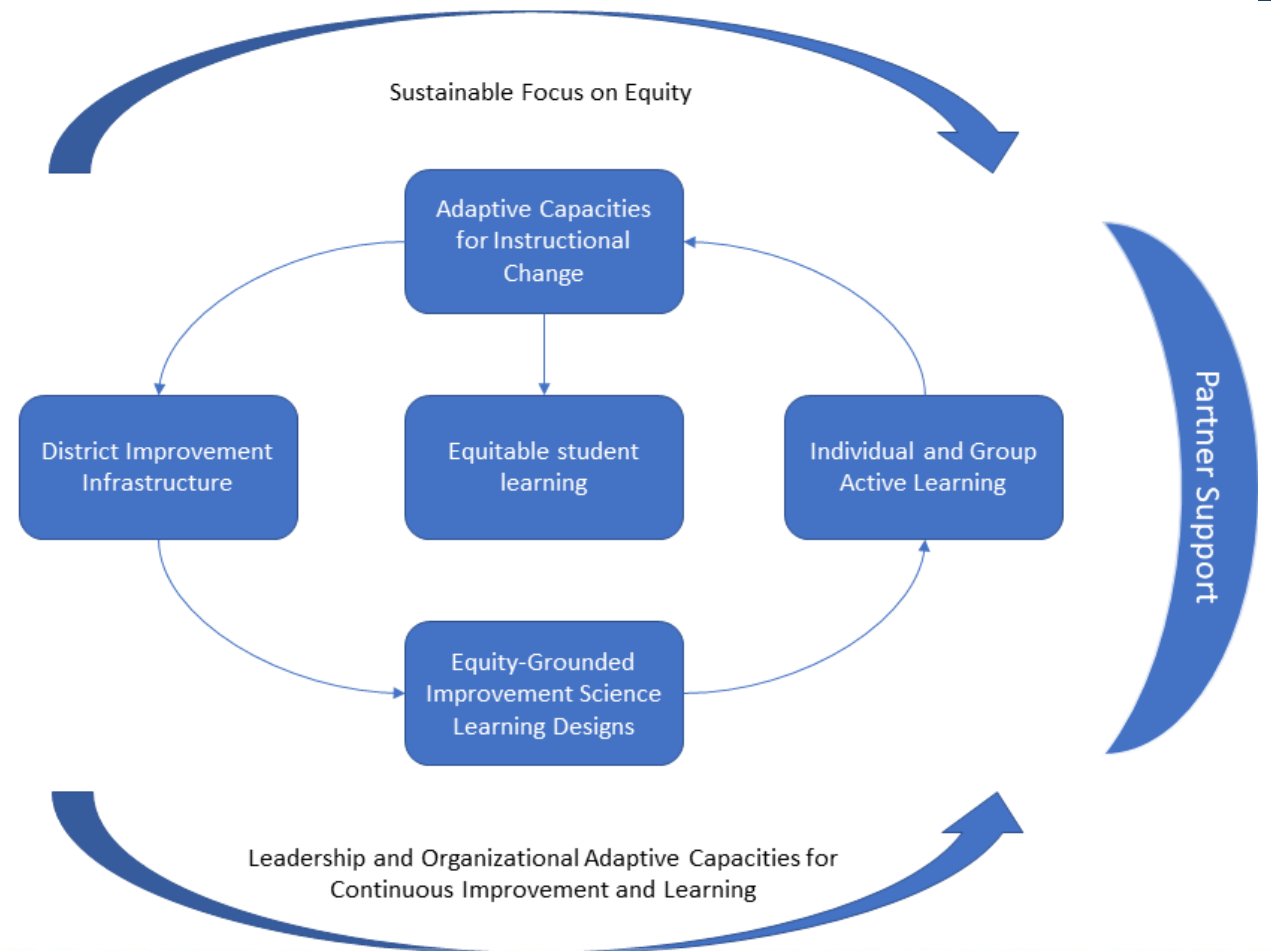 Sustainable Focus on Equity
Adaptive Capacities
for Instructional
Change
District Improvement
Infrastructure
Equitable student
learning
Individual and Group
Active Learning
Partner Support
Equity-Grounded
Improvement Science
Learning Designs
Leadership and Organizational Adaptive Capacities for
Continuous Improvement and Learning